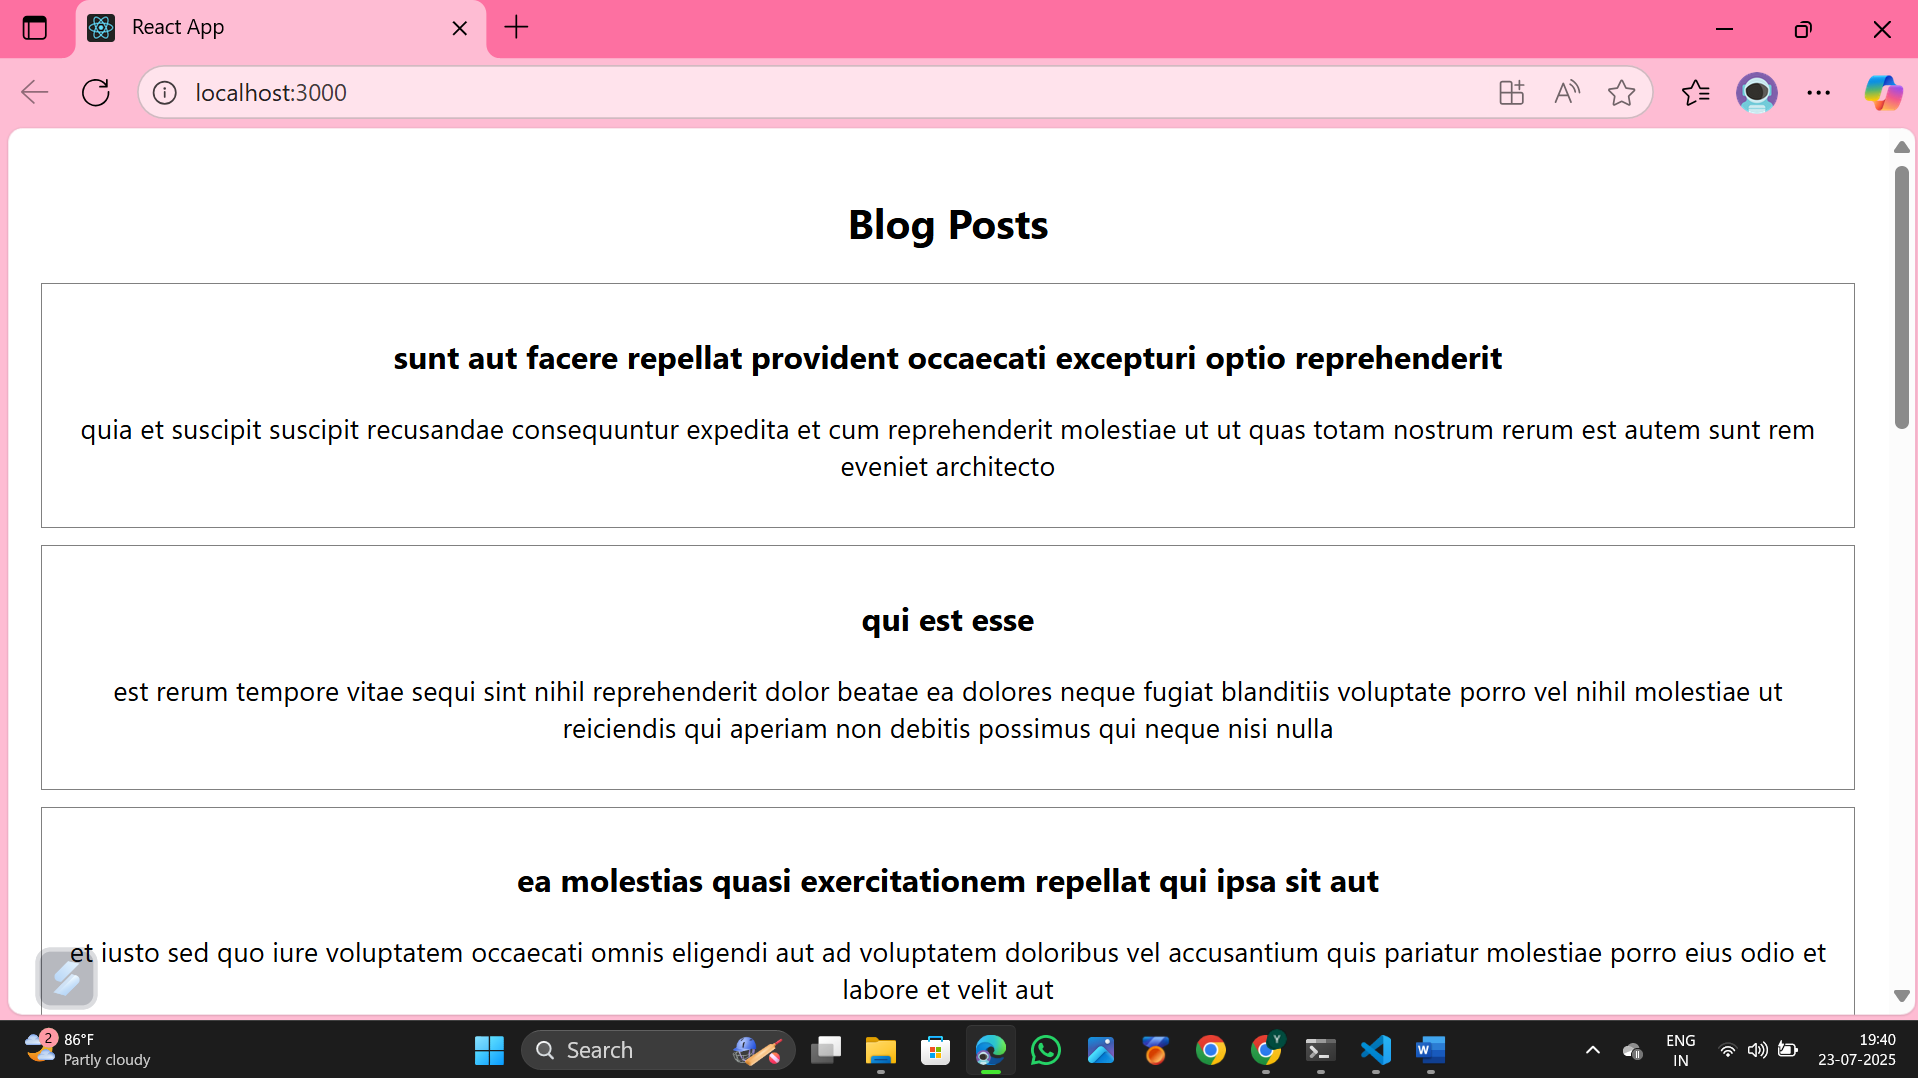 React App
localhost:3000
Blog Posts
sunt aut facere repellat provident occaecati excepturi optio reprehenderit
quia et suscipit suscipit recusandae consequuntur expedita et cum reprehenderit molestiae ut ut quas totam nostrum rerum est autem sunt rem
eveniet architecto
qui est esse
est rerum tempore vitae sequi sint nihil reprehenderit dolor beatae ea dolores neque fugiat blanditiis voluptate porro vel nihil molestiae ut
reiciendis qui aperiam non debitis possimus qui neque nisi nulla
ea molestias quasi exercitationem repellat qui ipsa sit aut
et iusto sed quo iure voluptatem occaecati omnis eligendi aut ad voluptatem doloribus vel accusantium quis pariatur molestiae porro eius odio et
labore et velit aut
2
86°F
Partly cloudy
Search
Y
W
ENG
IN
19:40
23-07-2025